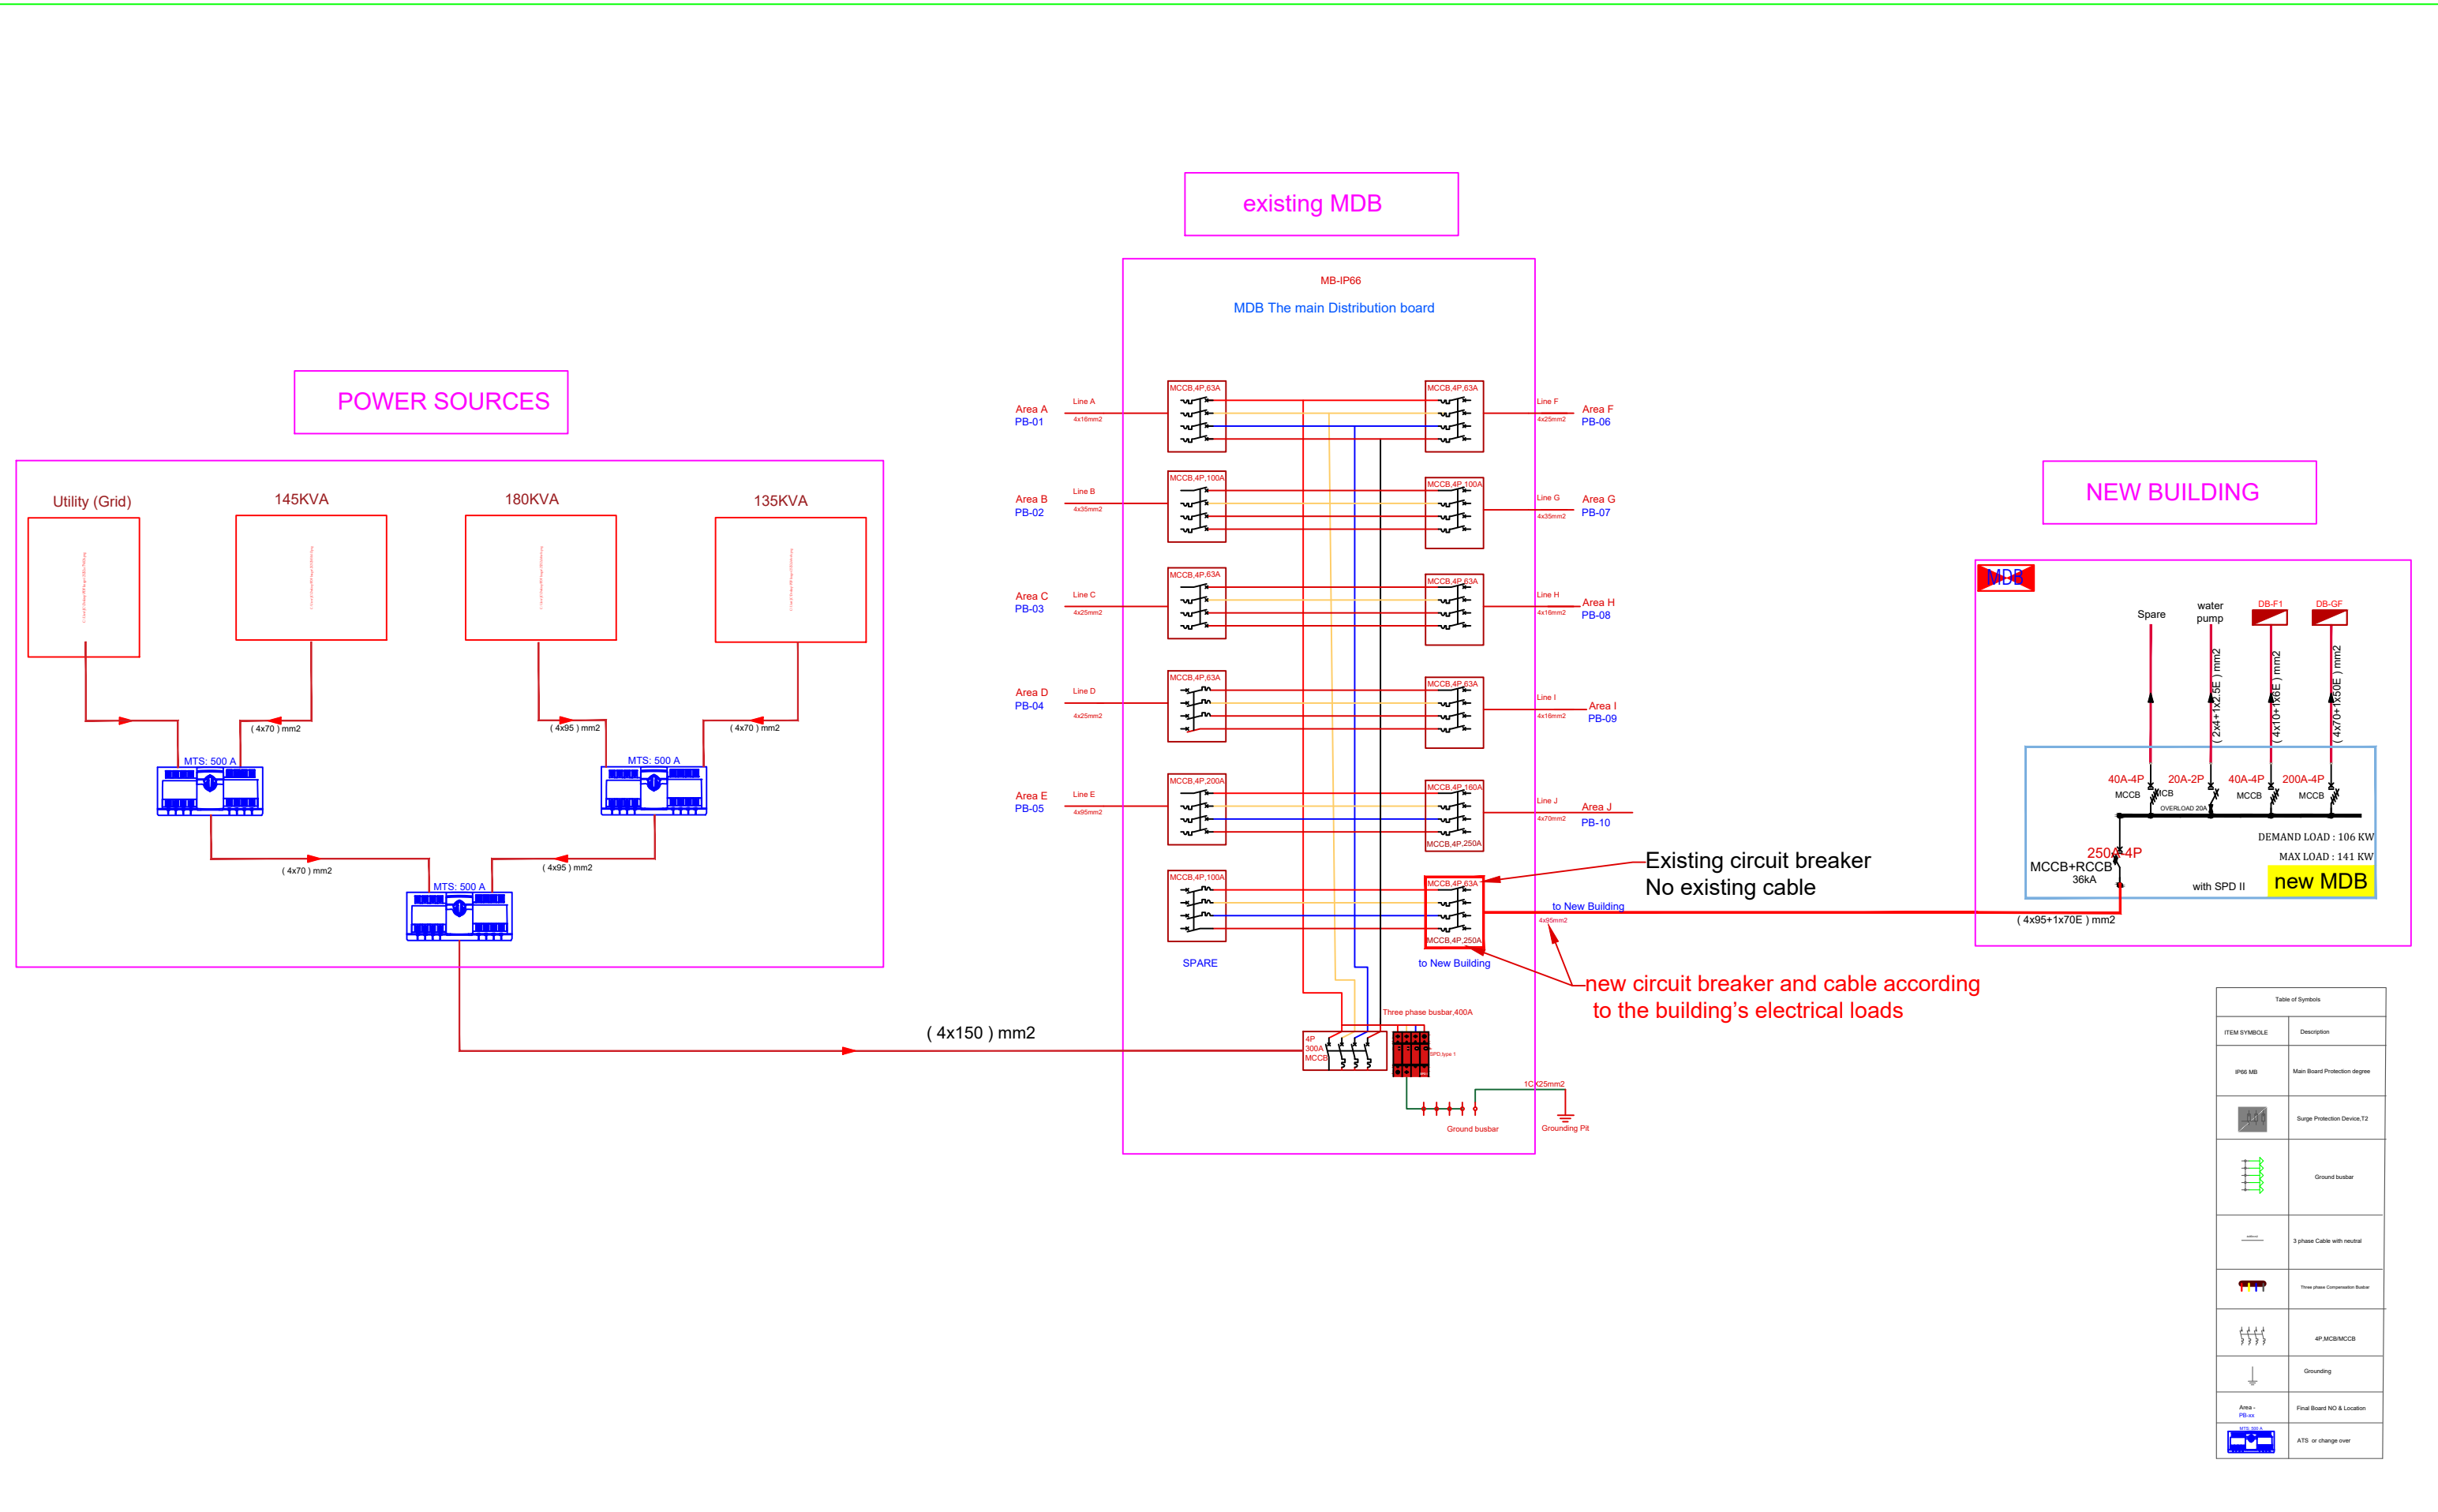 existing MDB
MB-IP66
MDB The main Distribution board
POWER SOURCES
Utility (Grid)
145KVA
180KVA
135KVA
( 4x70 ) mm2
( 4x95 ) mm2
( 4x70 ) mm2
MTS: 500 A
MTS: 500 A
( 4x70 ) mm2
( 4x95 ) mm2
MTS: 500 A
( 4x150 ) mm2
Area A
PB-01
Line A
4x16mm2
MCCB,4P,63A
MCCB,4P,63A
Line F
4x25mm2
Area F
PB-06
Area B
PB-02
Line B
4x35mm2
MCCB,4P,100A
MCCB,4P,100A
Line G
4x35mm2
Area G
PB-07
Area C
PB-03
Line C
4x25mm2
MCCB,4P,63A
MCCB,4P,63A
Line H
4x16mm2
Area H
PB-08
Area D
PB-04
Line D
4x25mm2
MCCB,4P,63A
MCCB,4P,63A
Line I
4x16mm2
Area I
PB-09
Area E
PB-05
Line E
4x95mm2
MCCB,4P,200A
MCCB,4P,160A
MCCB,4P,250A
Line J
4x70mm2
Area J
PB-10
MCCB,4P,100A
SPARE
MCCB,4P,63A
MCCB,4P,250A
to New Building
to New Building
4x95mm2
Existing circuit breaker
No existing cable
new circuit breaker and cable according
to the building's electrical loads
Three phase busbar,400A
4P
300A
MCCB
SPD,type 1
1CX25mm2
Ground busbar
Grounding Pit
NEW BUILDING
MDB
Spare
water
pump
DB-F1
DB-GF
( 2x4+1x2.5E ) mm2
( 4x10+1x6E ) mm2
( 4x70+1x50E ) mm2
40A-4P
MCCB
20A-2P
MCB
OVERLOAD 20A
40A-4P
MCCB
200A-4P
MCCB
DEMAND LOAD : 106 KW
MAX LOAD : 141 KW
250A-4P
MCCB+RCCB
36kA
with SPD II
new MDB
( 4x95+1x70E ) mm2
Table of Symbols
ITEM SYMBOLE
Description
IP66 MB
Main Board Protection degree
Surge Protection Device,T2
Ground busbar
3 phase Cable with neutral
Three phase Compensation Busbar
4P,MCB/MCCB
Grounding
Area -
PB-xx
Final Board NO & Location
MTS: 500 A
ATS or change over